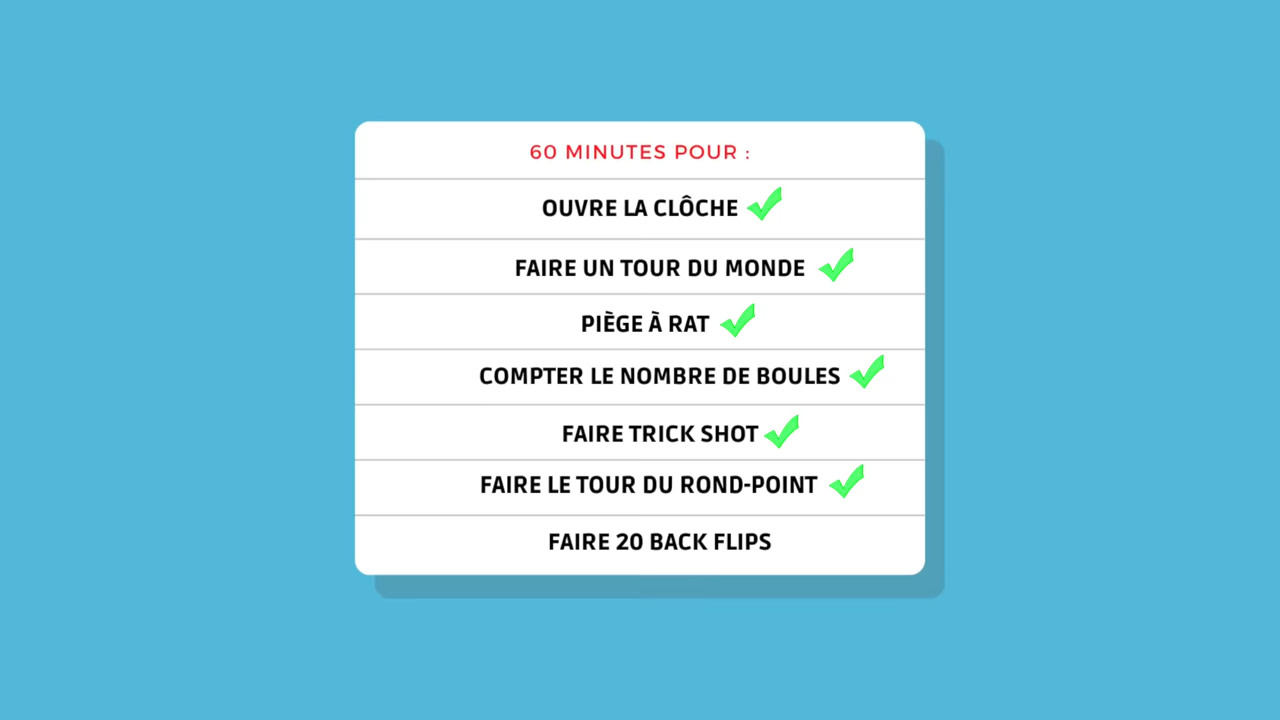 60 MINUTES POUR :
OUVRE LA CLÔCHE
FAIRE UN TOUR DU MONDE
PIÈGE À RAT
COMPTER LE NOMBRE DE BOULES
FAIRE TRICK SHOT
FAIRE LE TOUR DU ROND-POINT
FAIRE 20 BACK FLIPS